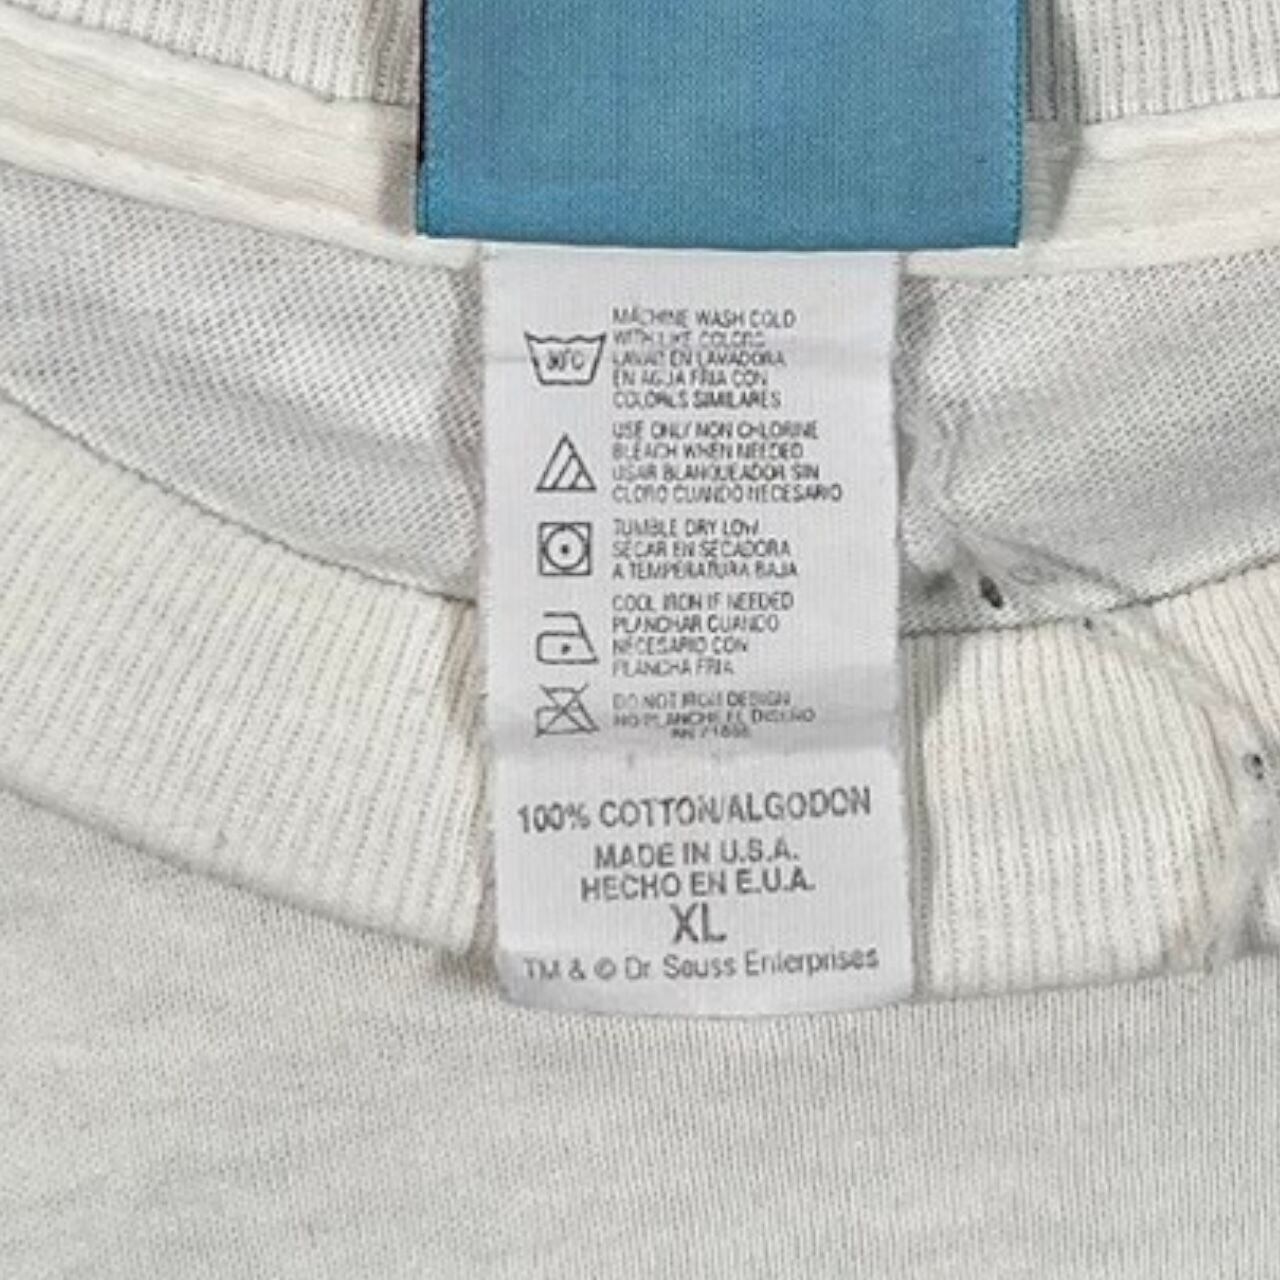 MACHINE WASH COLD
WITH LIKE COLORS
LAVAR EN LAVADORA
EN AGUA FRIA CON
COLORES SIMILARES
30°C
USE ONLY NON CHLORINE
BLEACH WHEN NEEDED
USAR BLANQUEADOR SIN
CLORO CUANDO NECESARIO
TUMBLE DRY LOW
SECAR EN SECADORA
A TEMPERATURA BAJA
COOL IRON IF NEEDED
PLANCHAR CUANDO
NECESARIO CON
PLANCHA FRIA
DO NOT IRON DESIGN
NO PLANCHE EL DISENO
RN
100% COTTON/ALGODON
MADE IN U.S.A.
HECHO EN E.U.A.
XL
TM & © Dr. Seuss Enterprises